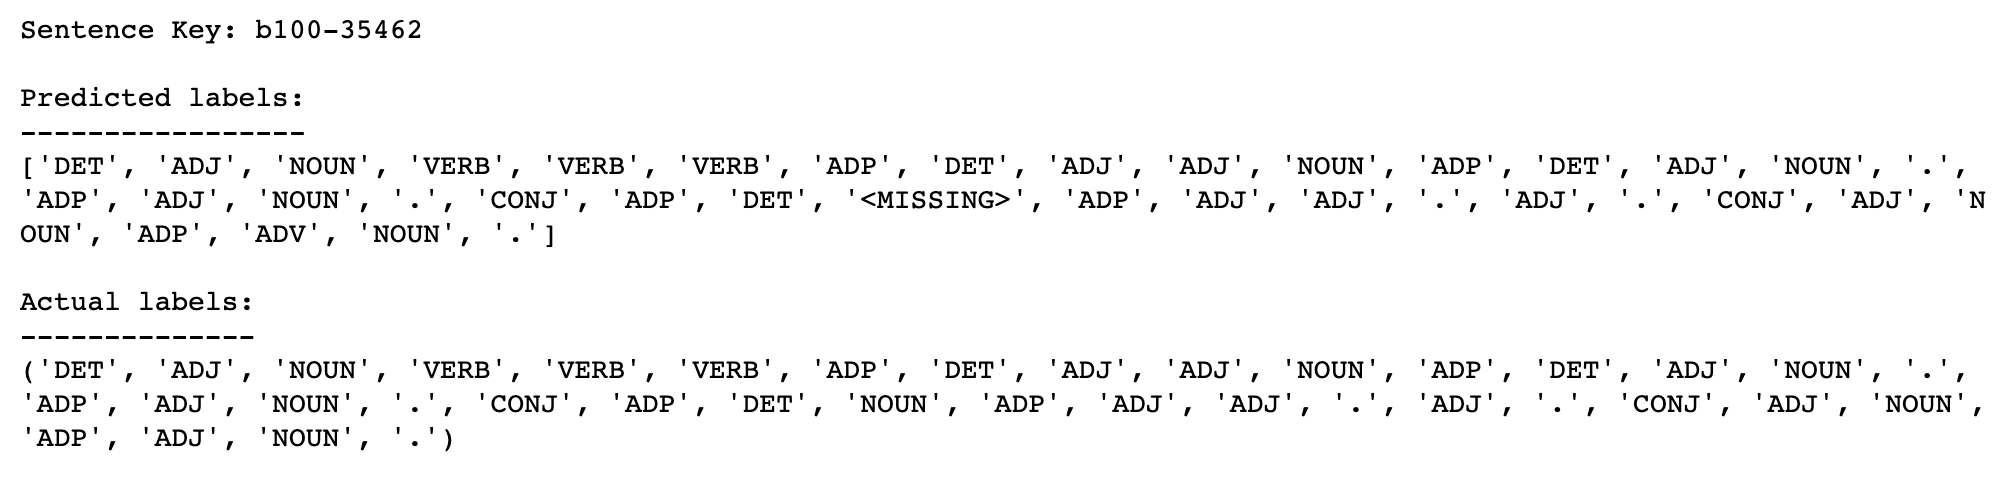 Sentence Key: b100-35462
Predicted labels:
-----------------
['DET', 'ADJ', 'NOUN', 'VERB', 'VERB', 'VERB', 'ADP', 'DET', 'ADJ', 'ADJ', 'NOUN', 'ADP', 'DET', 'ADJ', 'NOUN', '.',
'ADP', 'ADJ', 'NOUN', '.', 'CONJ', 'ADP', 'DET', '<MISSING>', 'ADP', 'ADJ', 'ADJ', '.', 'ADJ', '.', 'CONJ', 'ADJ', 'N
OUN', 'ADP', 'ADV', 'NOUN', '.']
Actual labels:
--------------
('DET', 'ADJ', 'NOUN', 'VERB', 'VERB', 'VERB', 'ADP', 'DET', 'ADJ', 'ADJ', 'NOUN', 'ADP', 'DET', 'ADJ', 'NOUN', '.',
'ADP', 'ADJ', 'NOUN', '.', 'CONJ', 'ADP', 'DET', 'NOUN', 'ADP', 'ADJ', 'ADJ', '.', 'ADJ', '.', 'CONJ', 'ADJ', 'NOUN',
'ADP', 'ADJ', 'NOUN', '.')